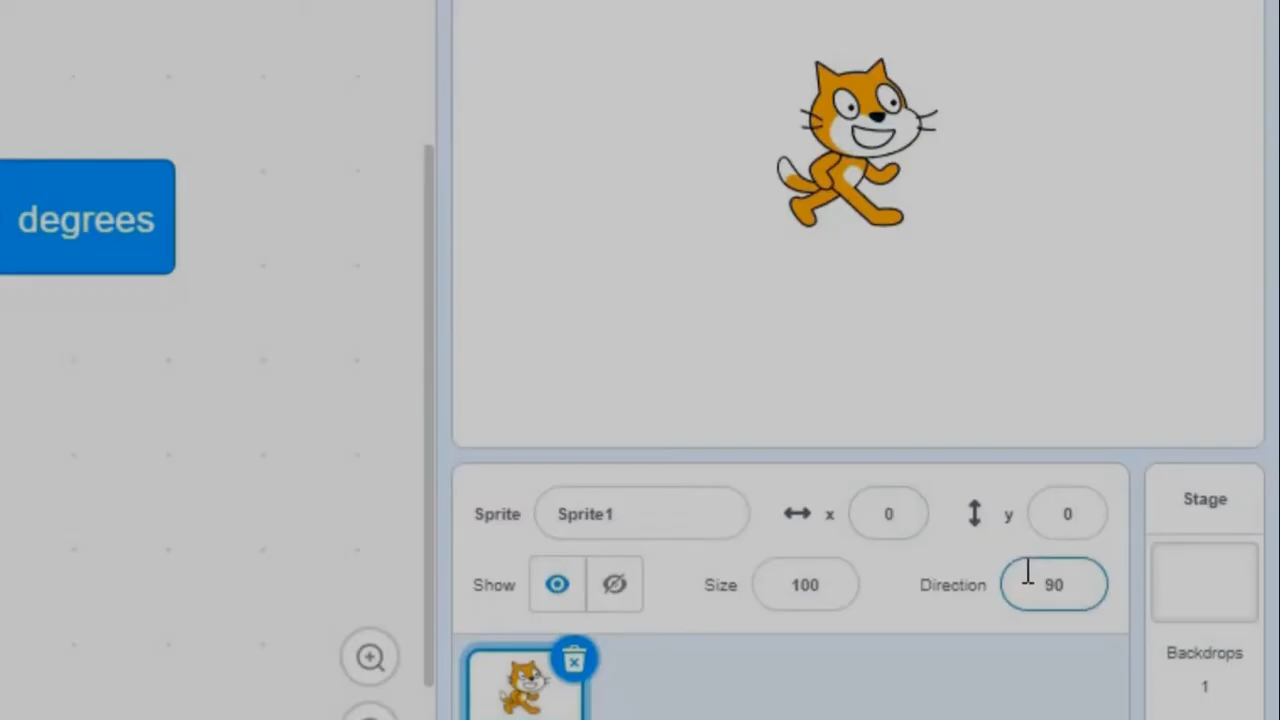 degrees
Sprite Sprite1 x 0 y 0
Show Size 100 Direction 90
Stage
Backdrops
1